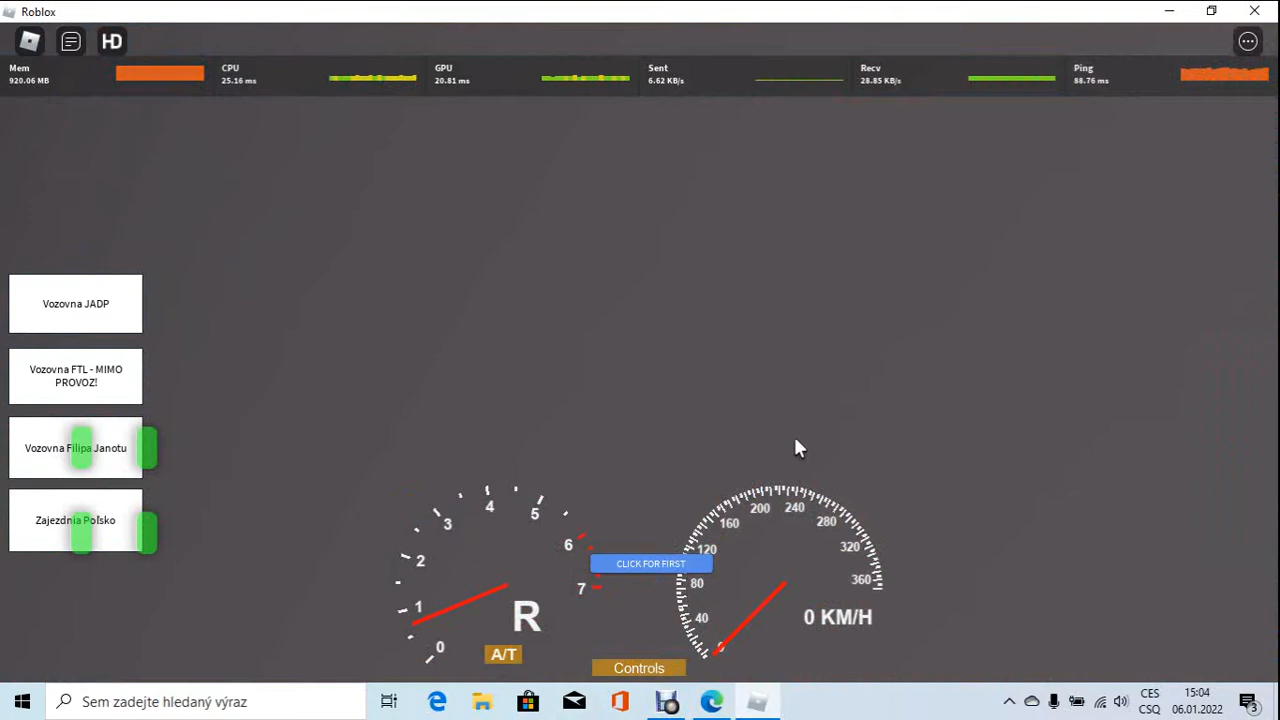 Roblox
HD
Mem
920.06 MB
CPU
25.16 ms
GPU
20.81 ms
Sent
6.62 KB/s
Recv
28.85 KB/s
Ping
88.76 ms
Vozovna JADP
Vozovna FTL - MIMO
PROVOZ!
Vozovna Filipa Janotu
Zajezdnia Poľsko
0
1
2
3
4
5
6
7
R
A/T
CLICK FOR FIRST
Controls
0
40
80
120
160
200
240
280
320
360
0 KM/H
Sem zadejte hledaný výraz
CES
CSQ
15:04
06.01.2022
3